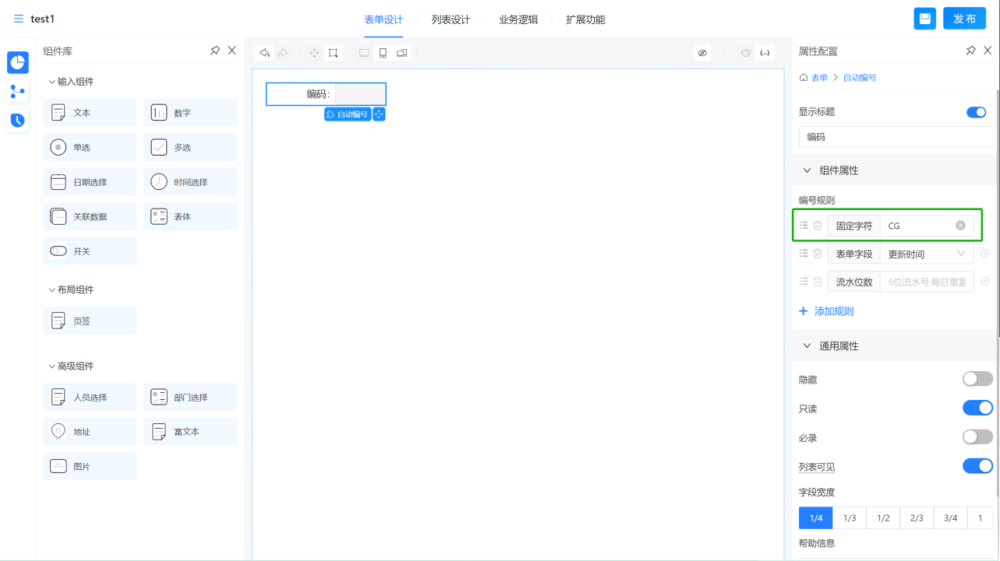 test1
表单设计 列表设计 业务逻辑 扩展功能
发布
组件库
输入组件
文本 数字
单选 多选
日期选择 时间选择
关联数据 表体
开关
布局组件
页签
高级组件
人员选择 部门选择
地址 富文本
图片
编码:
自动编号
属性配置
表单 > 自动编号
显示标题
编码
组件属性
编号规则
固定字符 CG
表单字段 更新时间
流水位数 6位流水号,每日重置
+ 添加规则
通用属性
隐藏
只读
必录
列表可见
字段宽度
1/4 1/3 1/2 2/3 3/4 1
帮助信息